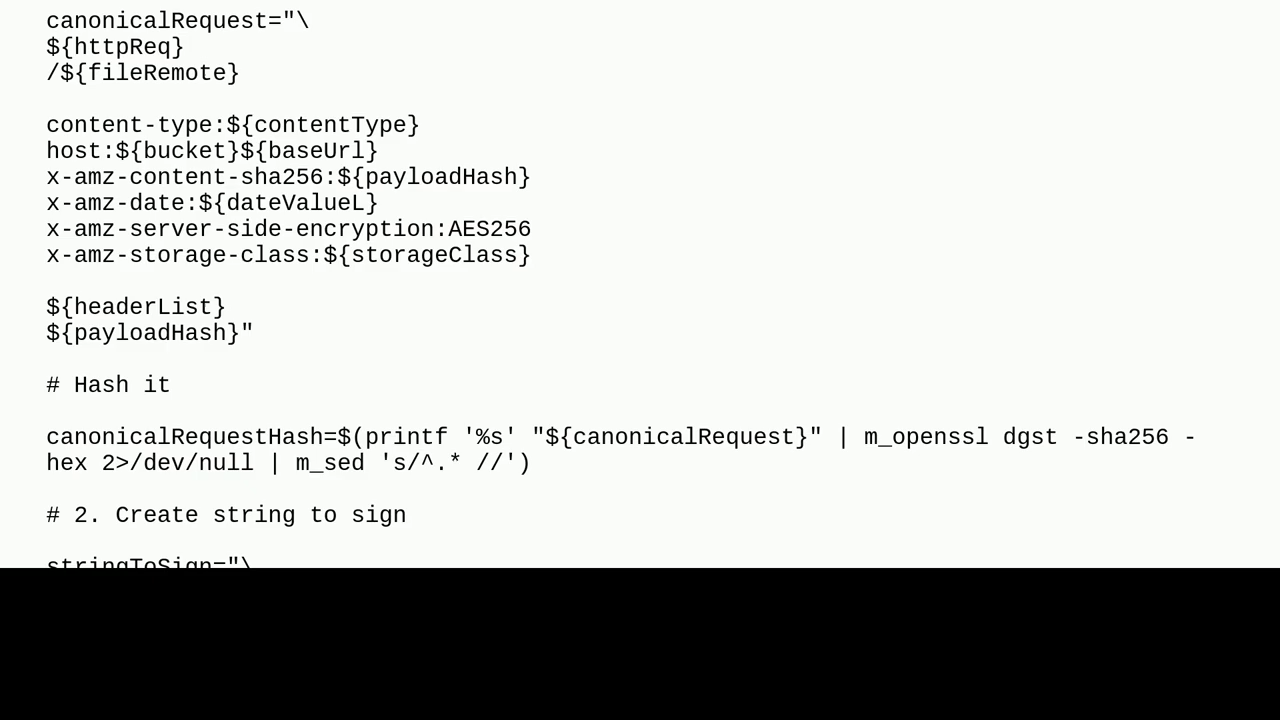 canonicalRequest="\
${httpReq}
/${fileRemote}
content-type:${contentType}
host:${bucket}${baseUrl}
x-amz-content-sha256:${payloadHash}
x-amz-date:${dateValueL}
x-amz-server-side-encryption:AES256
x-amz-storage-class:${storageClass}
${headerList}
${payloadHash}"
# Hash it
canonicalRequestHash=$(printf '%s' "${canonicalRequest}" | m_openssl dgst -sha256 -
hex 2>/dev/null | m_sed 's/^.* //')
# 2. Create string to sign
stringToSign="\